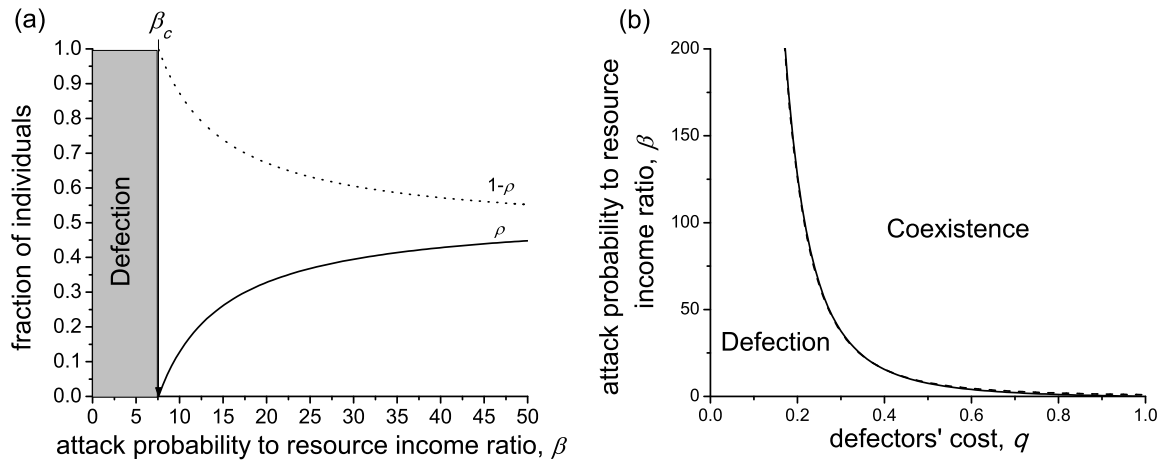 (a)
β_c
1.0
0.9
0.8
0.7
0.6
0.5
0.4
0.3
0.2
0.1
0.0
fraction of individuals
Defection
1-ρ
ρ
0 5 10 15 20 25 30 35 40 45 50
attack probability to resource income ratio, β
(b)
200
150
100
50
0
attack probability to resource
income ratio, β
Coexistence
Defection
0.0 0.2 0.4 0.6 0.8 1.0
defectors' cost, q